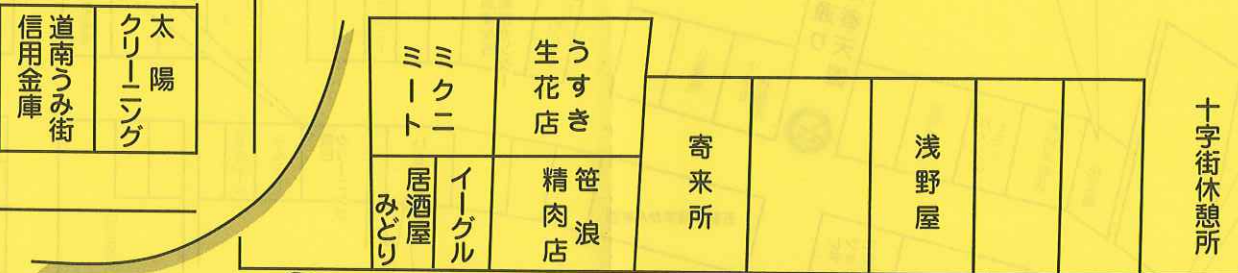 道南うみ街
信用金庫
太陽
クリーニング
ミクニ
ミート
うすき
生花店
居酒屋
みどり
イーグル
笹浪
精肉店
寄来所
浅野屋
十字街休憩所